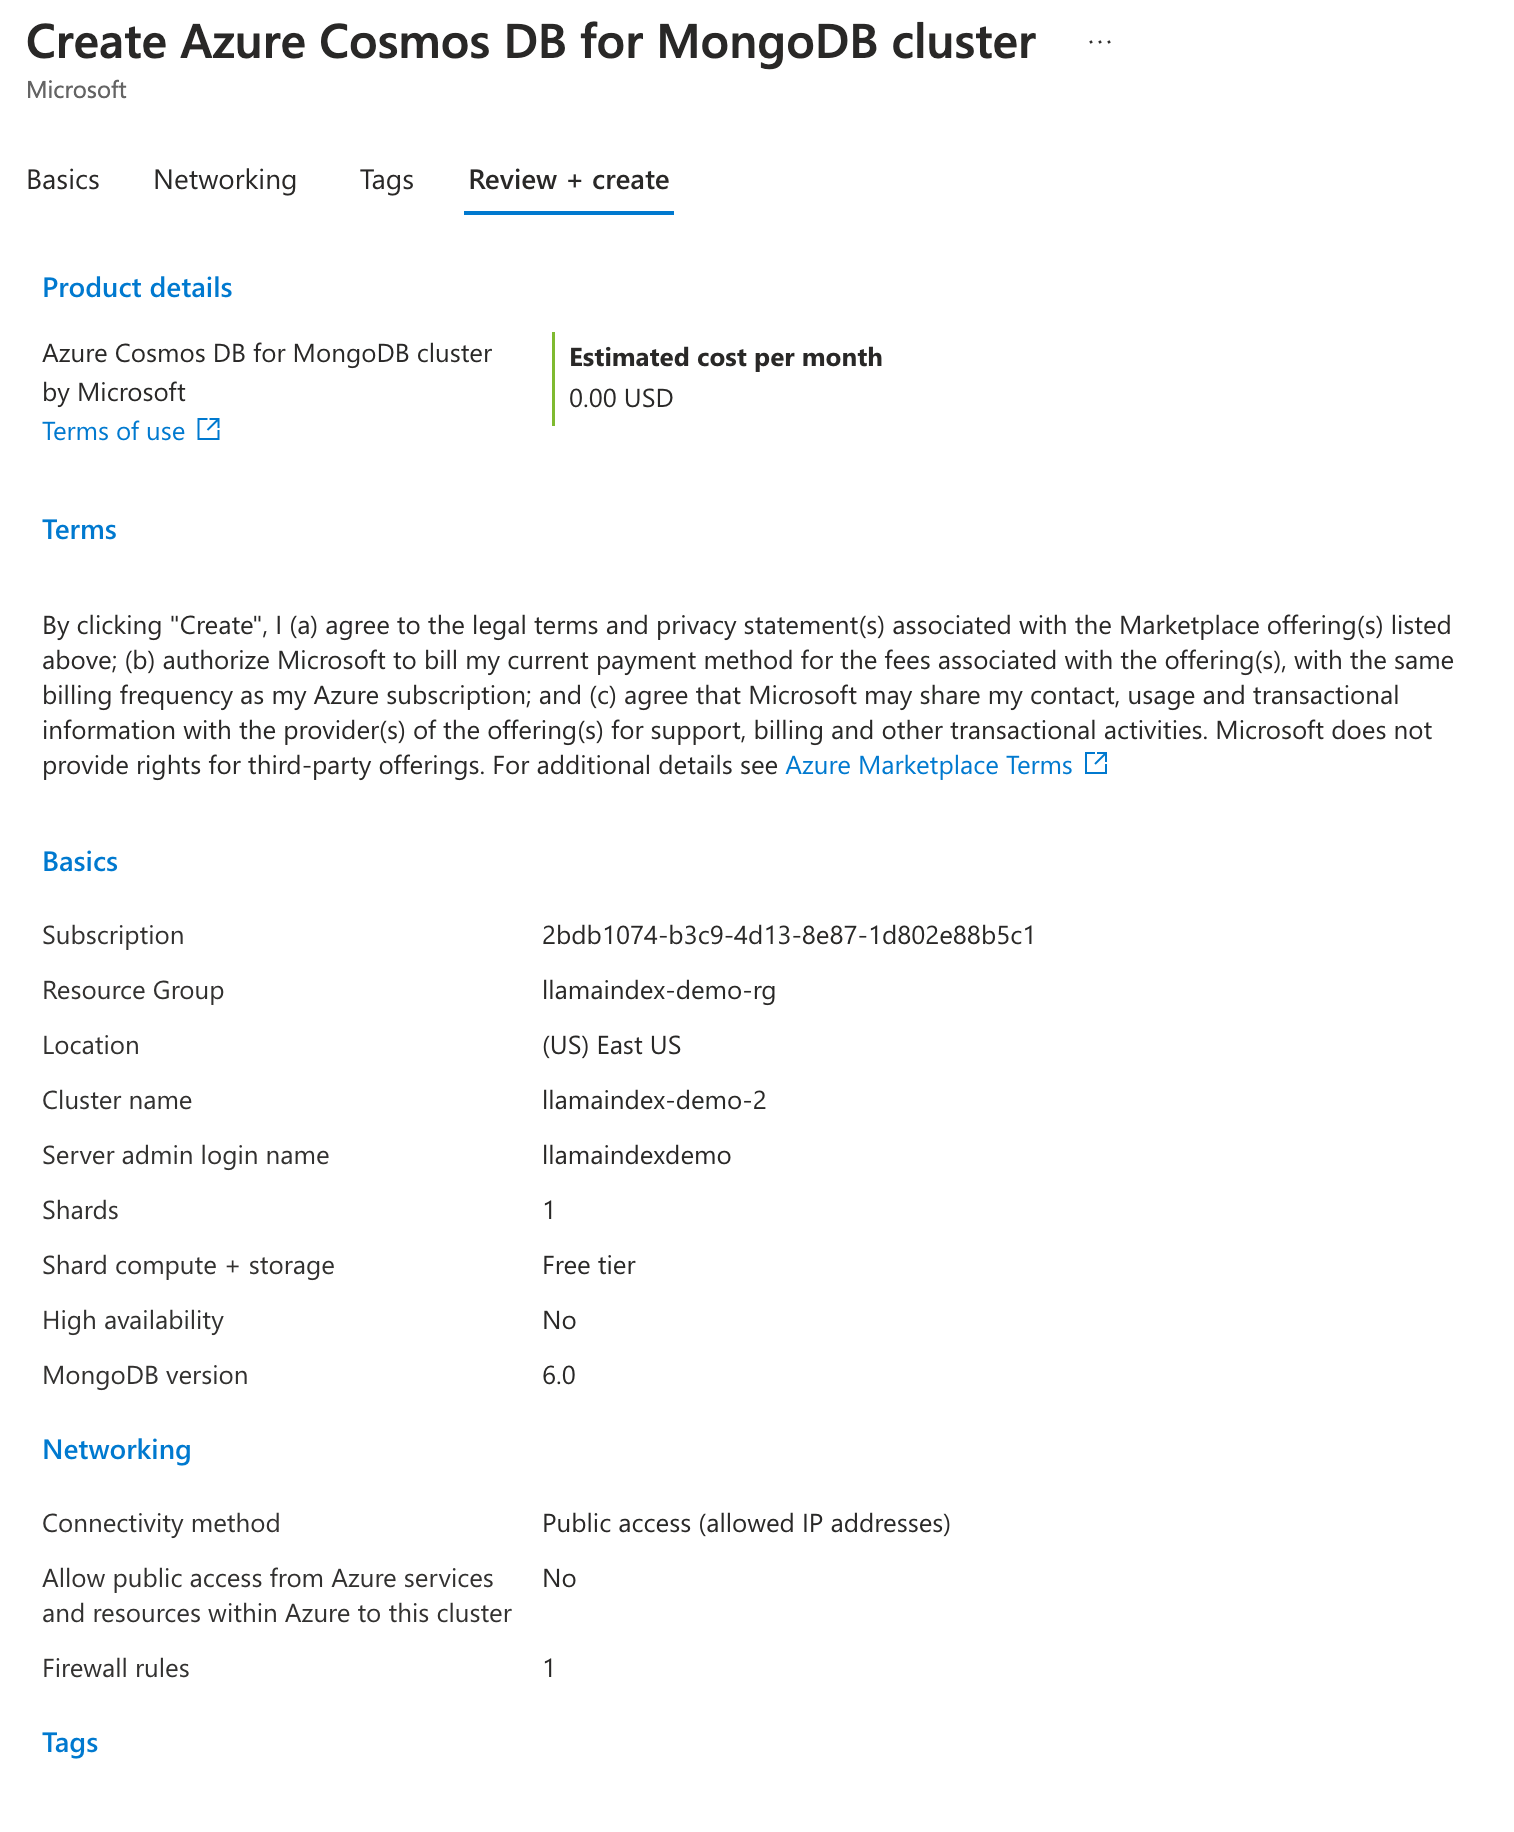 Create Azure Cosmos DB for MongoDB cluster ...
Microsoft
Basics Networking Tags Review + create
Product details
Azure Cosmos DB for MongoDB cluster
by Microsoft
Terms of use
Estimated cost per month
0.00 USD
Terms
By clicking "Create", I (a) agree to the legal terms and privacy statement(s) associated with the Marketplace offering(s) listed
above; (b) authorize Microsoft to bill my current payment method for the fees associated with the offering(s), with the same
billing frequency as my Azure subscription; and (c) agree that Microsoft may share my contact, usage and transactional
information with the provider(s) of the offering(s) for support, billing and other transactional activities. Microsoft does not
provide rights for third-party offerings. For additional details see Azure Marketplace Terms
Basics
Subscription 2bdb1074-b3c9-4d13-8e87-1d802e88b5c1
Resource Group llamaindex-demo-rg
Location (US) East US
Cluster name llamaindex-demo-2
Server admin login name llamaindexdemo
Shards 1
Shard compute + storage Free tier
High availability No
MongoDB version 6.0
Networking
Connectivity method Public access (allowed IP addresses)
Allow public access from Azure services No
and resources within Azure to this cluster
Firewall rules 1
Tags